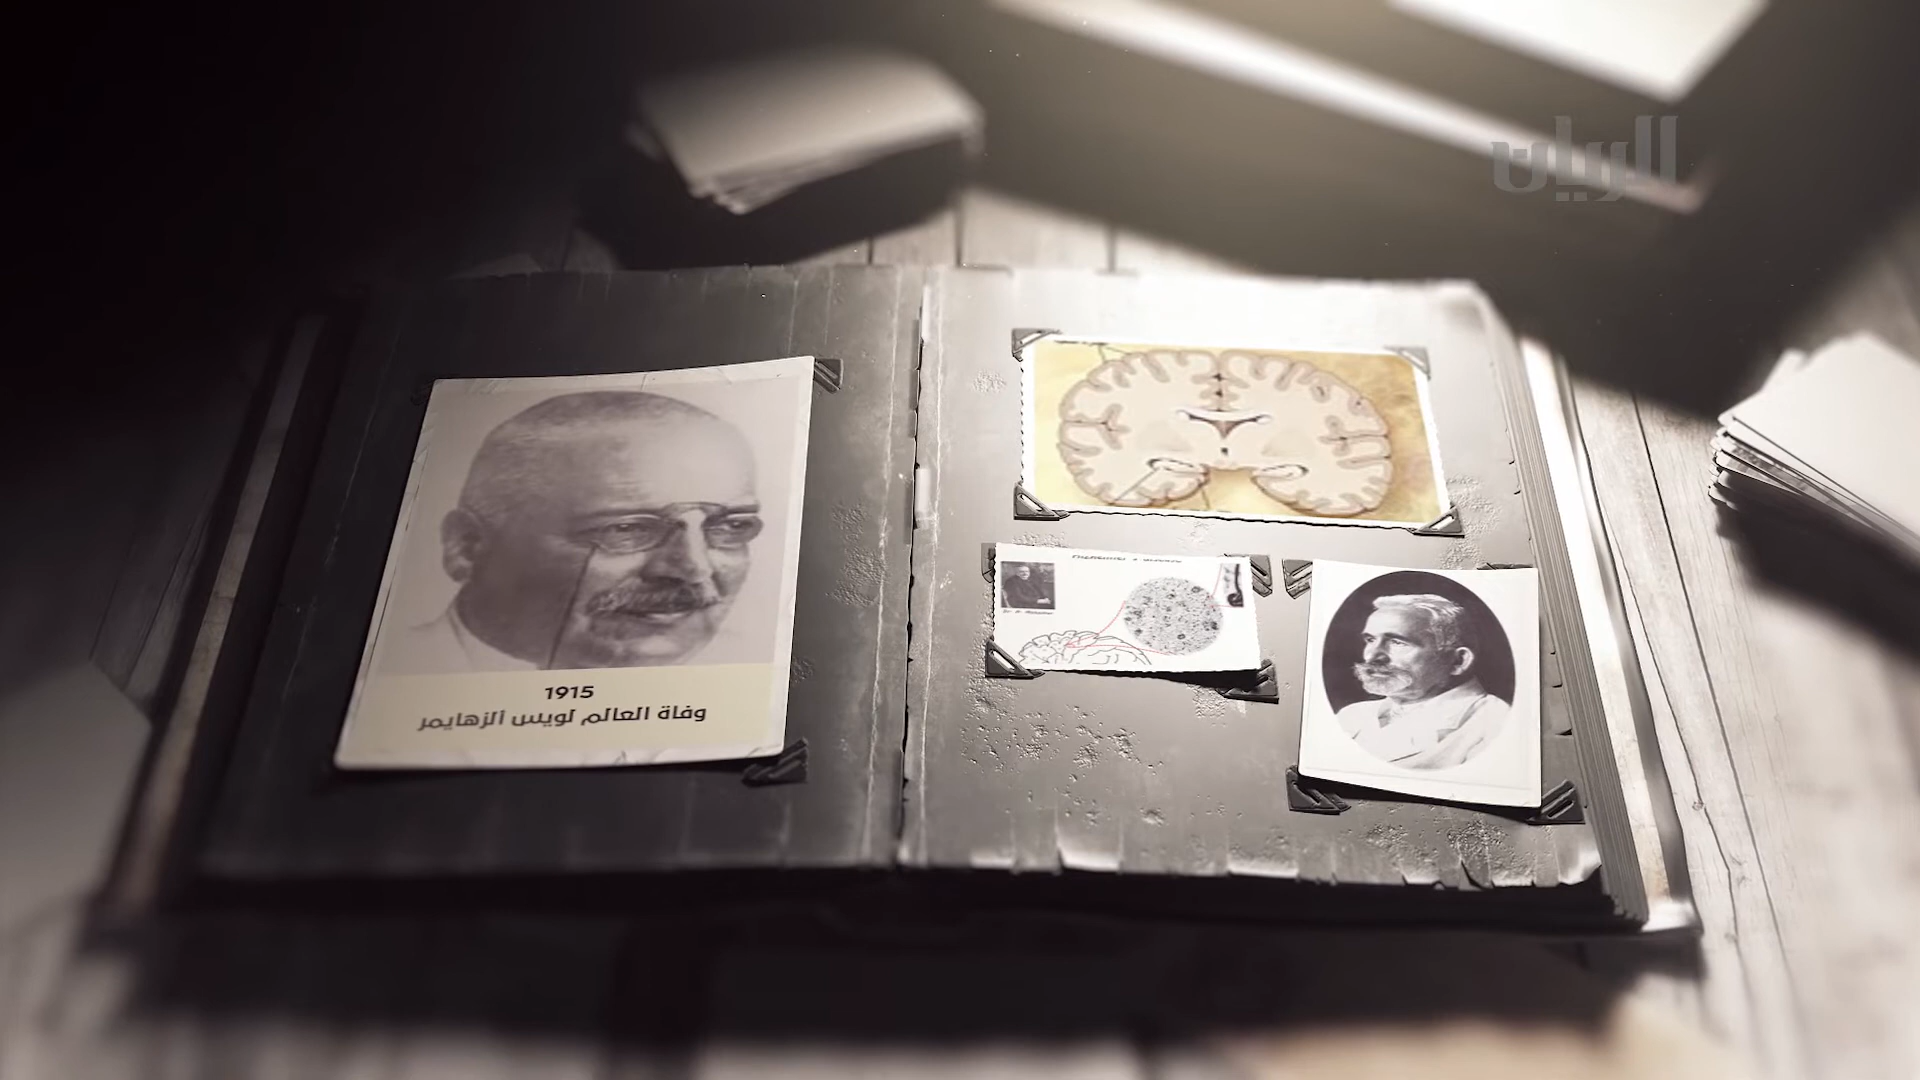 الريان
1915
وفاة العالم لويس ألزهايمر